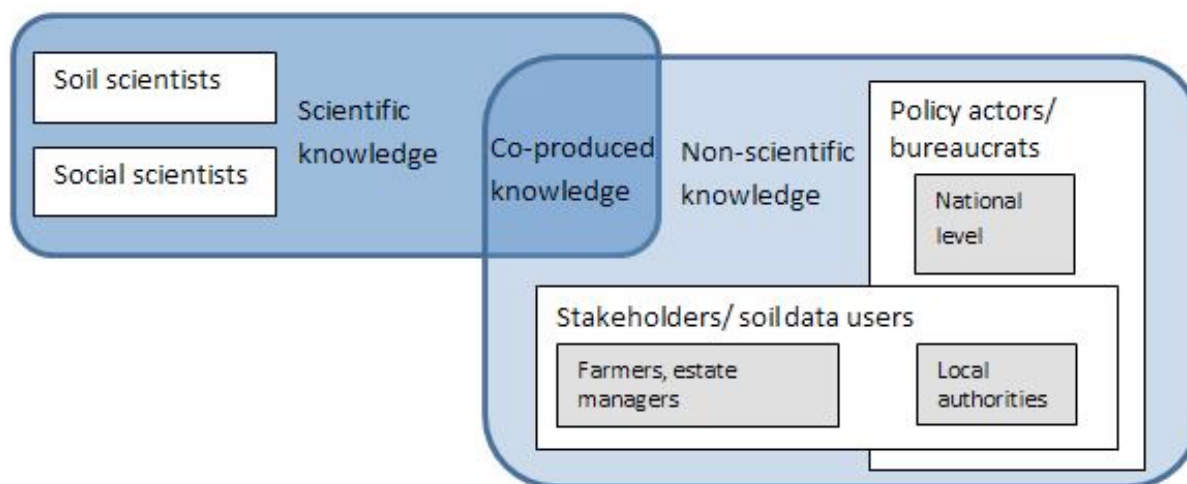 Soil scientists
Social scientists
Scientific
knowledge
Co-produced
knowledge
Non-scientific
knowledge
Policy actors/
bureaucrats
National
level
Stakeholders/ soil data users
Farmers, estate
managers
Local
authorities